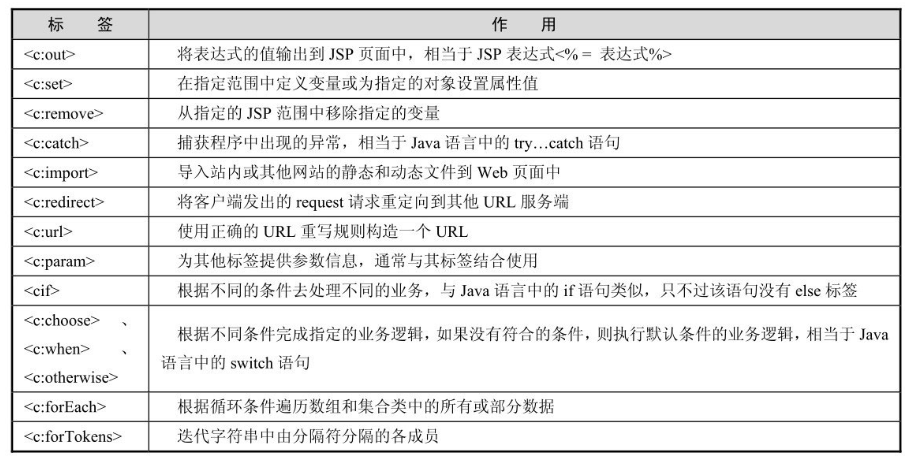 标 签 作 用
<c:out> 将表达式的值输出到 JSP 页面中，相当于 JSP 表达式<% = 表达式%>
<c:set> 在指定范围中定义变量或为指定的对象设置属性值
<c:remove> 从指定的 JSP 范围中移除指定的变量
<c:catch> 捕获程序中出现的异常，相当于 Java 语言中的 try…catch 语句
<c:import> 导入站内或其他网站的静态和动态文件到 Web 页面中
<c:redirect> 将客户端发出的 request 请求重定向到其他 URL 服务端
<c:url> 使用正确的 URL 重写规则构造一个 URL
<c:param> 为其他标签提供参数信息，通常与其标签结合使用
<cif> 根据不同的条件去处理不同的业务，与 Java 语言中的 if 语句类似，只不过该语句没有 else 标签
<c:choose> 、
<c:when> 、
<c:otherwise>
根据不同条件完成指定的业务逻辑，如果没有符合的条件，则执行默认条件的业务逻辑，相当于 Java
语言中的 switch 语句
<c:forEach> 根据循环条件遍历数组和集合类中的所有或部分数据
<c:forTokens> 迭代字符串中由分隔符分隔的各成员